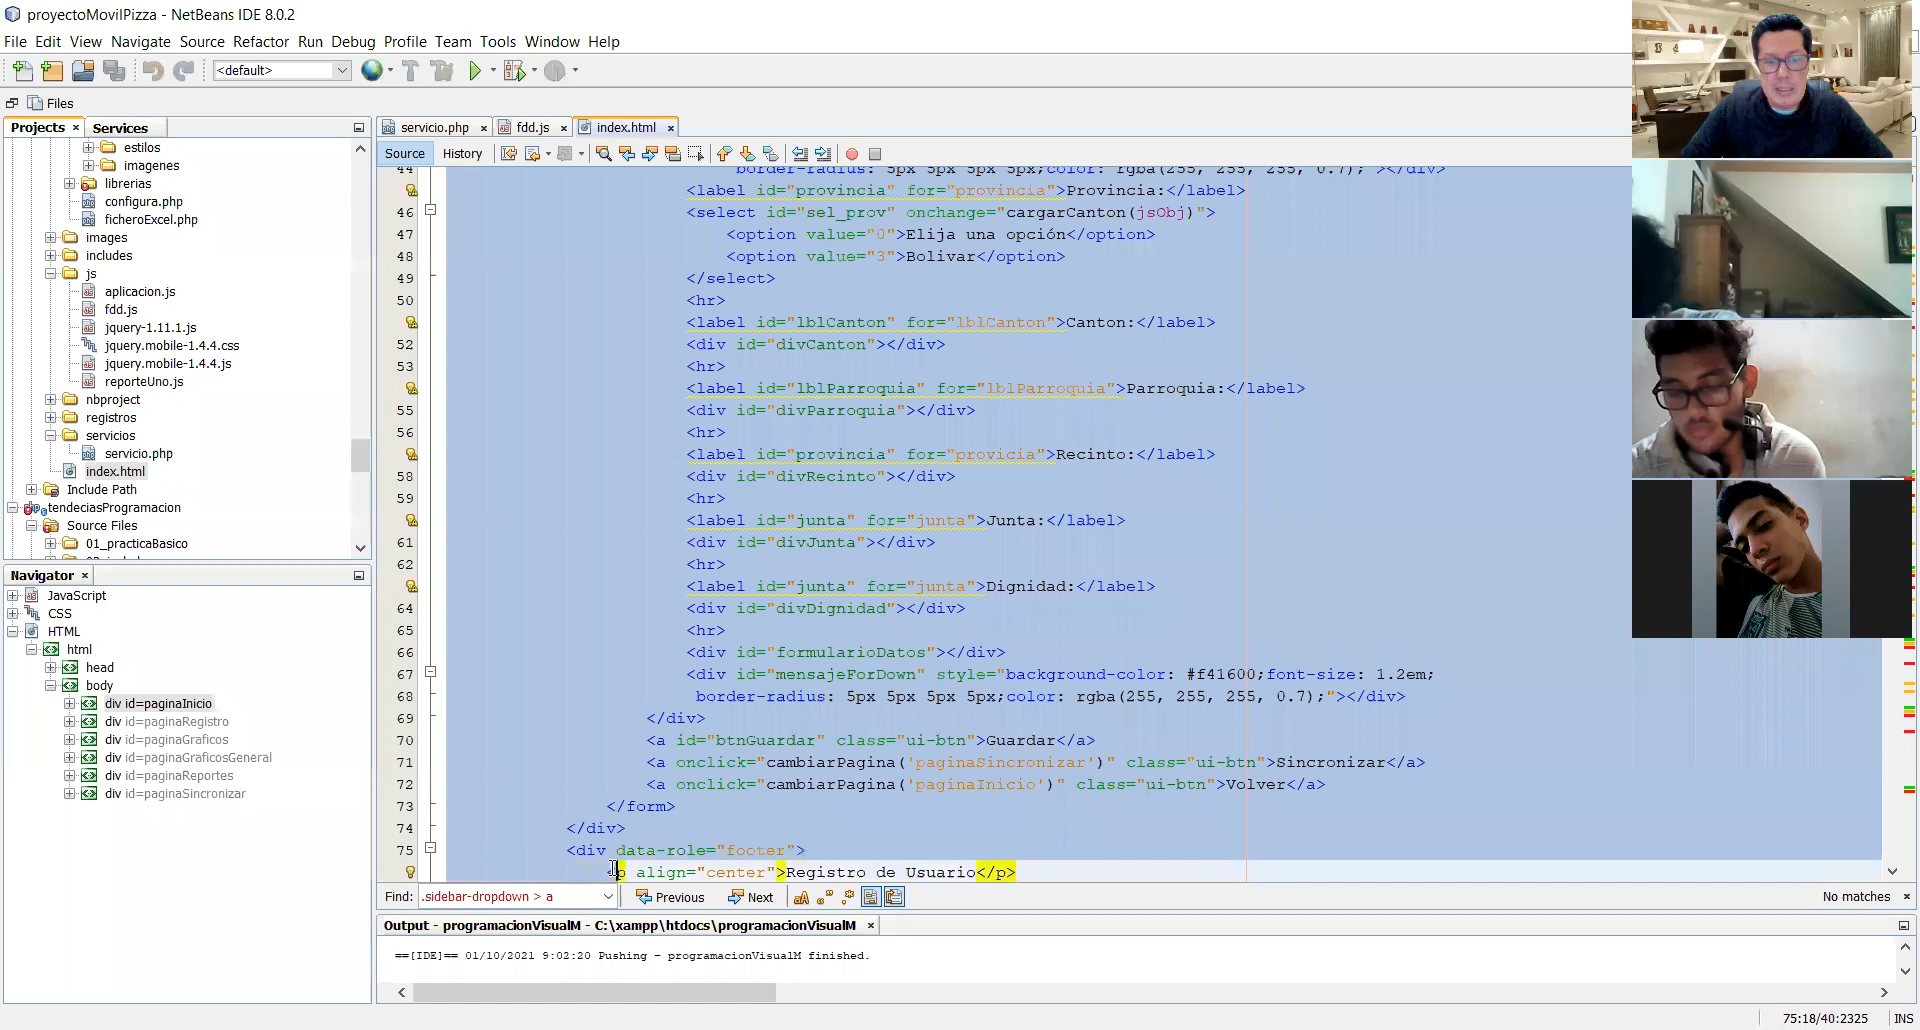 proyectoMovilPizza - NetBeans IDE 8.0.2
File Edit View Navigate Source Refactor Run Debug Profile Team Tools Window Help
<default>
Files
Projects × Services
estilos
imagenes
librerias
configura.php
ficheroExcel.php
images
includes
js
aplicacion.js
fdd.js
jquery-1.11.1.js
jquery.mobile-1.4.4.css
jquery.mobile-1.4.4.js
reporteUno.js
nbproject
registros
servicios
servicio.php
index.html
Include Path
tendeciasProgramacion
Source Files
01_practicaBasico
Navigator ×
JavaScript
CSS
HTML
html
head
body
div id=paginaInicio
div id=paginaRegistro
div id=paginaGraficos
div id=paginaGraficosGeneral
div id=paginaReportes
div id=paginaSincronizar
servicio.php × fdd.js × index.html ×
Source History
44 border-radius: 5px 5px 5px 5px;color: rgba(255, 255, 255, 0.7); "></div>
<label id="provincia" for="provincia">Provincia:</label>
46 <select id="sel_prov" onchange="cargarCanton(jsObj)">
47 <option value="0">Elija una opción</option>
48 <option value="3">Bolivar</option>
49 </select>
50 <hr>
<label id="lblCanton" for="lblCanton">Canton:</label>
52 <div id="divCanton"></div>
53 <hr>
<label id="lblParroquia" for="lblParroquia">Parroquia:</label>
55 <div id="divParroquia"></div>
56 <hr>
<label id="provincia" for="provicia">Recinto:</label>
58 <div id="divRecinto"></div>
59 <hr>
<label id="junta" for="junta">Junta:</label>
61 <div id="divJunta"></div>
62 <hr>
<label id="junta" for="junta">Dignidad:</label>
64 <div id="divDignidad"></div>
65 <hr>
66 <div id="formularioDatos"></div>
67 <div id="mensajeForDown" style="background-color: #f41600;font-size: 1.2em;
68 border-radius: 5px 5px 5px 5px;color: rgba(255, 255, 255, 0.7);"></div>
69 </div>
70 <a id="btnGuardar" class="ui-btn">Guardar</a>
71 <a onclick="cambiarPagina('paginaSincronizar')" class="ui-btn">Sincronizar</a>
72 <a onclick="cambiarPagina('paginaInicio')" class="ui-btn">Volver</a>
73 </form>
74 </div>
75 <div data-role="footer">
<p align="center">Registro de Usuario</p>
Find: .sidebar-dropdown > a Previous Next No matches ×
Output - programacionVisualM - C:\xampp\htdocs\programacionVisualM ×
==[IDE]== 01/10/2021 9:02:20 Pushing - programacionVisualM finished.
75:18/40:2325 INS